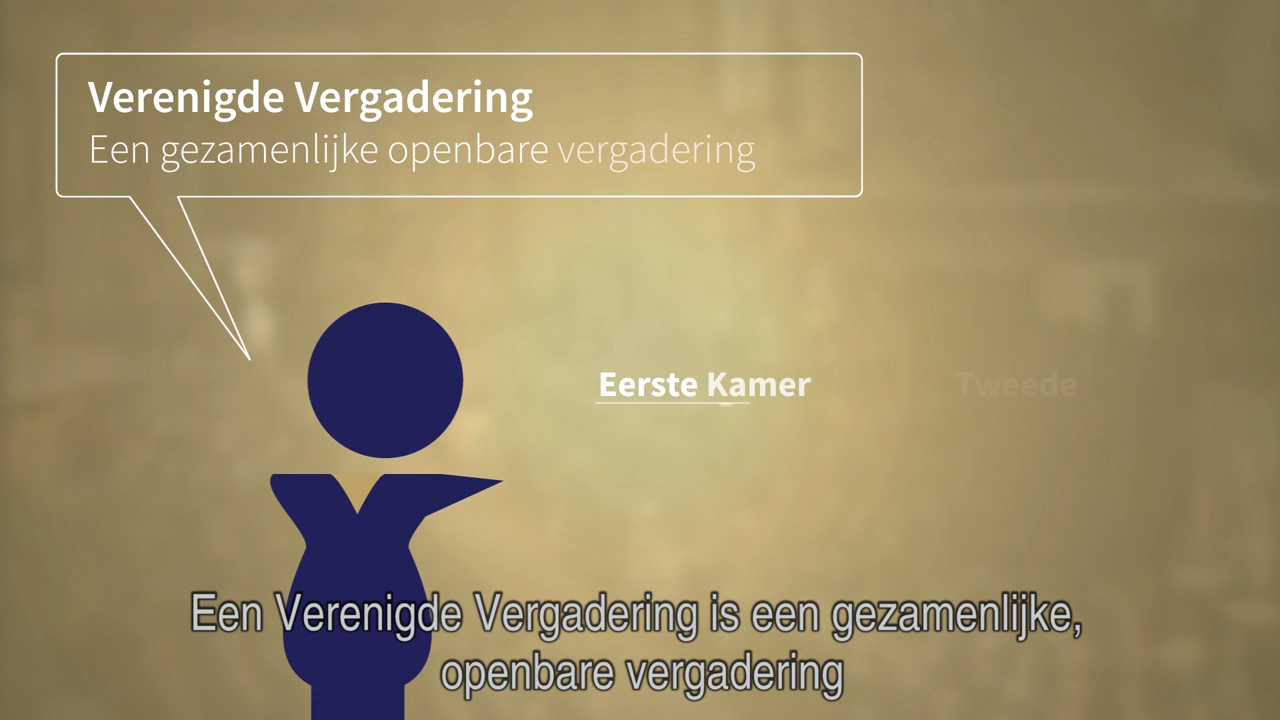 Verenigde Vergadering
Een gezamenlijke openbare vergadering
Eerste Kamer
Tweede
Een Verenigde Vergadering is een gezamenlijke,
openbare vergadering